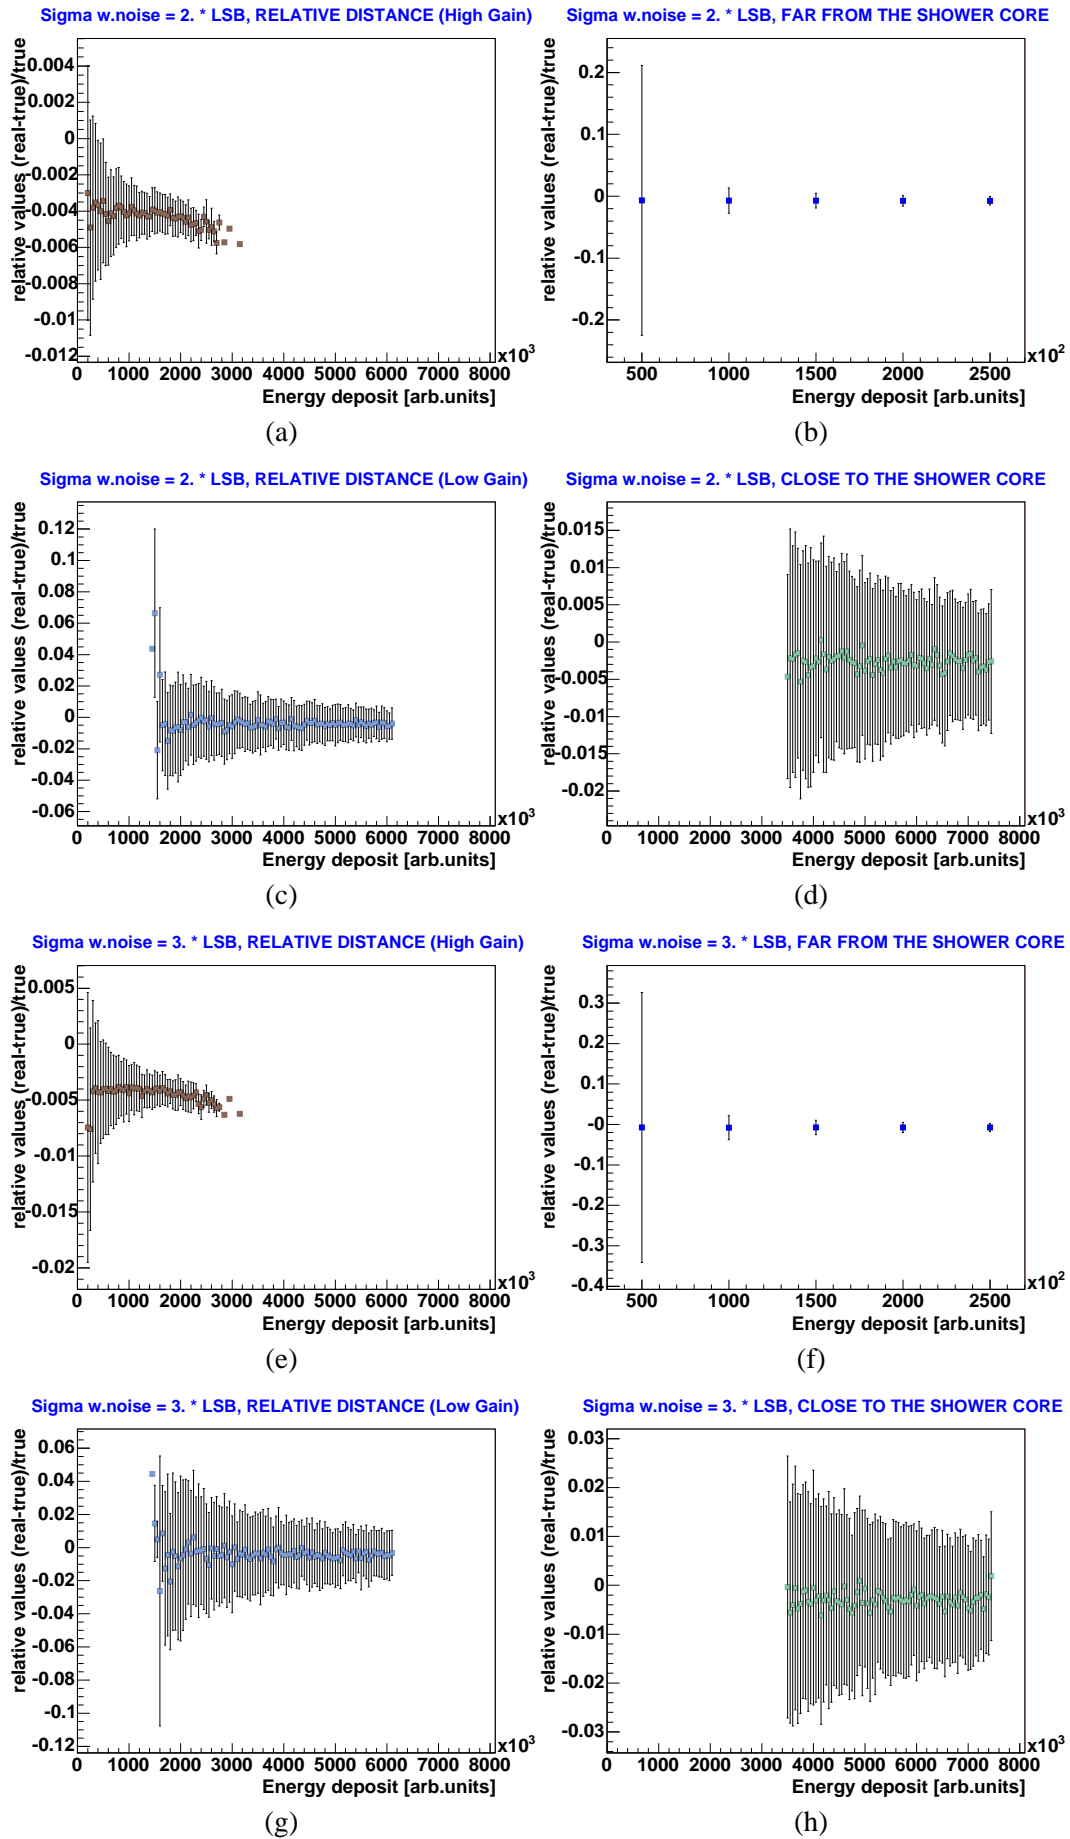 Sigma w.noise = 2. * LSB, RELATIVE DISTANCE (High Gain)
relative values (real-true)/true
0.004
0.002
0
-0.002
-0.004
-0.006
-0.008
-0.01
-0.012
0 1000 2000 3000 4000 5000 6000 7000 8000
x10^3
Energy deposit [arb.units]
(a)
Sigma w.noise = 2. * LSB, FAR FROM THE SHOWER CORE
relative values (real-true)/true
0.2
0.1
0
-0.1
-0.2
500 1000 1500 2000 2500
x10^2
Energy deposit [arb.units]
(b)
Sigma w.noise = 2. * LSB, RELATIVE DISTANCE (Low Gain)
relative values (real-true)/true
0.12
0.1
0.08
0.06
0.04
0.02
0
-0.02
-0.04
-0.06
0 1000 2000 3000 4000 5000 6000 7000 8000
x10^3
Energy deposit [arb.units]
(c)
Sigma w.noise = 2. * LSB, CLOSE TO THE SHOWER CORE
relative values (real-true)/true
0.015
0.01
0.005
0
-0.005
-0.01
-0.015
-0.02
0 1000 2000 3000 4000 5000 6000 7000 8000
x10^3
Energy deposit [arb.units]
(d)
Sigma w.noise = 3. * LSB, RELATIVE DISTANCE (High Gain)
relative values (real-true)/true
0.005
0
-0.005
-0.01
-0.015
-0.02
0 1000 2000 3000 4000 5000 6000 7000 8000
x10^3
Energy deposit [arb.units]
(e)
Sigma w.noise = 3. * LSB, FAR FROM THE SHOWER CORE
relative values (real-true)/true
0.3
0.2
0.1
-0
-0.1
-0.2
-0.3
-0.4
500 1000 1500 2000 2500
x10^2
Energy deposit [arb.units]
(f)
Sigma w.noise = 3. * LSB, RELATIVE DISTANCE (Low Gain)
relative values (real-true)/true
0.06
0.04
0.02
0
-0.02
-0.04
-0.06
-0.08
-0.1
-0.12
0 1000 2000 3000 4000 5000 6000 7000 8000
x10^3
Energy deposit [arb.units]
(g)
Sigma w.noise = 3. * LSB, CLOSE TO THE SHOWER CORE
relative values (real-true)/true
0.03
0.02
0.01
0
-0.01
-0.02
-0.03
0 1000 2000 3000 4000 5000 6000 7000 8000
x10^3
Energy deposit [arb.units]
(h)